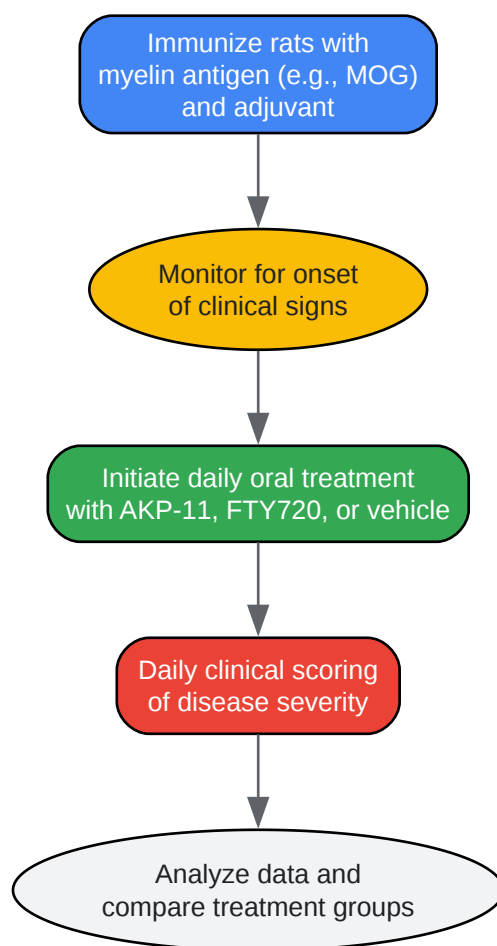 Immunize rats with
myelin antigen (e.g., MOG)
and adjuvant
Monitor for onset
of clinical signs
Initiate daily oral treatment
with AKP-11, FTY720, or vehicle
Daily clinical scoring
of disease severity
Analyze data and
compare treatment groups